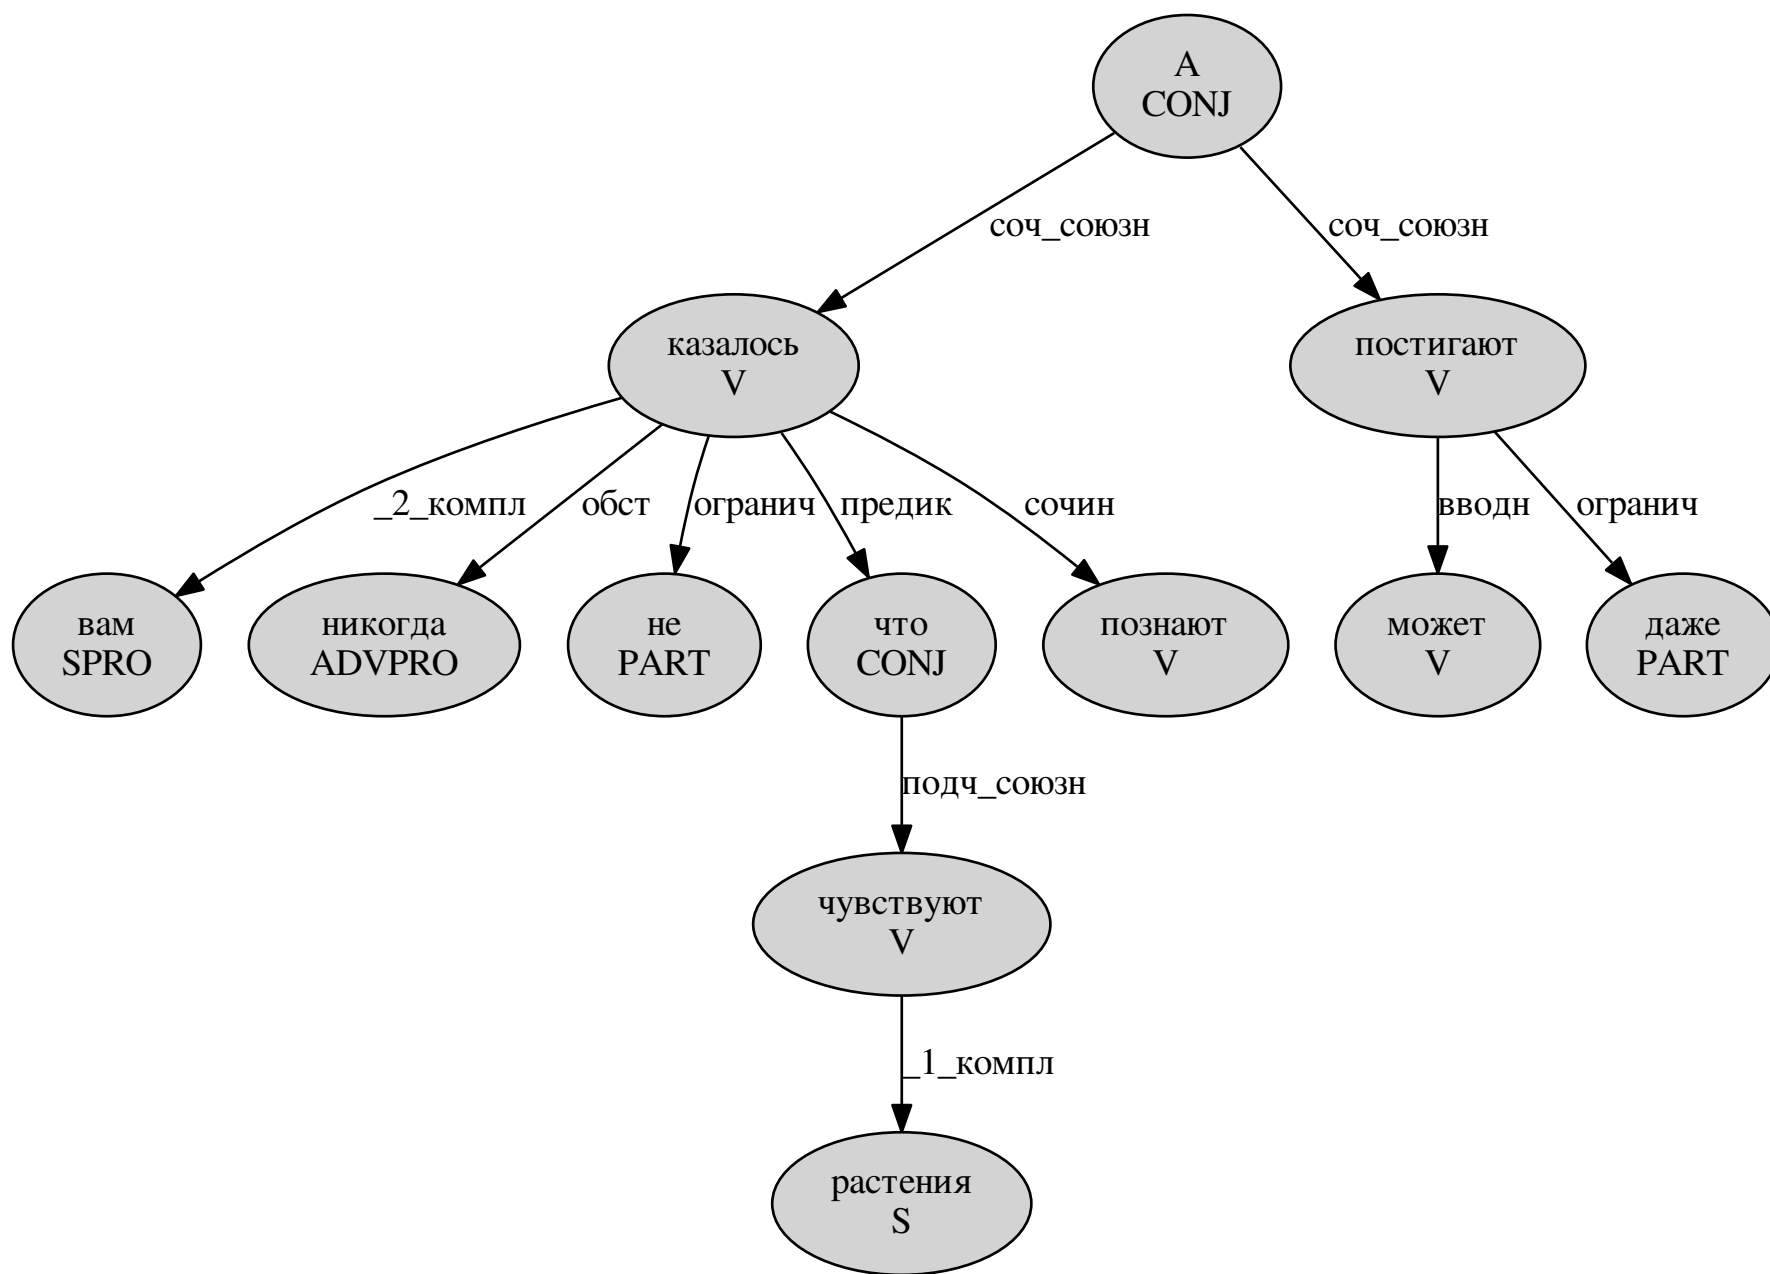 А
CONJ
соч_союзн
соч_союзн
казалось
V
постигают
V
_2_компл
обст
огранич
предик
сочин
вводн
огранич
вам
SPRO
никогда
ADVPRO
не
PART
что
CONJ
познают
V
может
V
даже
PART
подч_союзн
чувствуют
V
_1_компл
растения
S